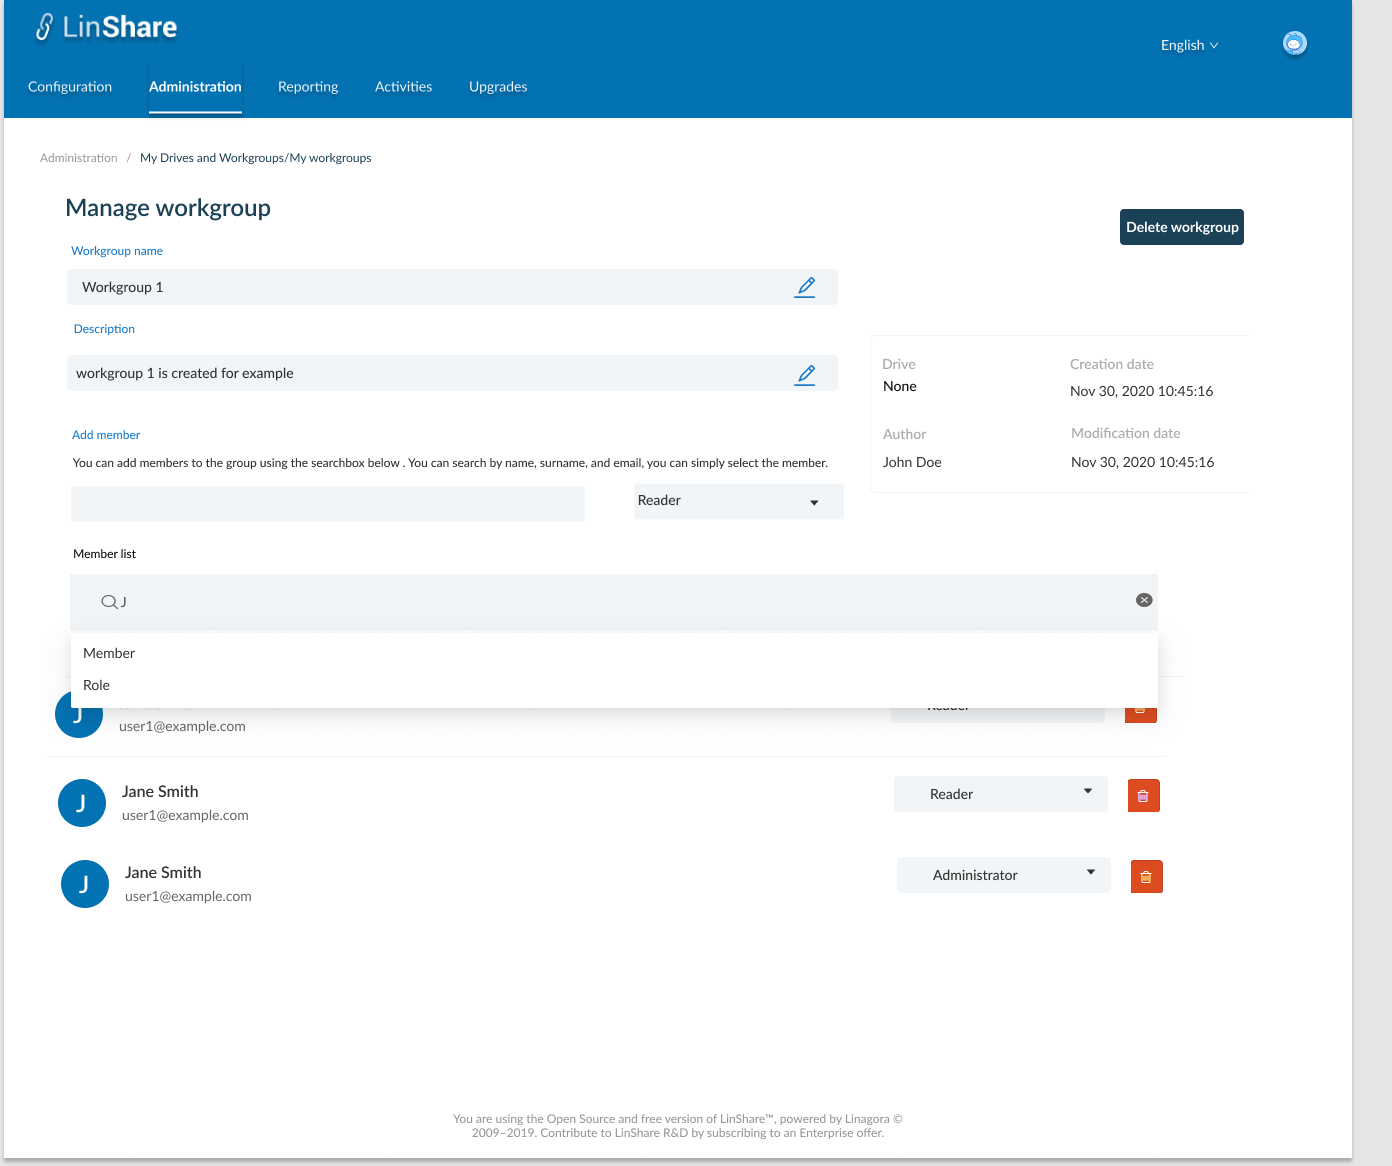 LinShare
English
Configuration Administration Reporting Activities Upgrades
Administration / My Drives and Workgroups/My workgroups
Manage workgroup
Delete workgroup
Workgroup name
Workgroup 1
Description
workgroup 1 is created for example
Drive Creation date
None Nov 30, 2020 10:45:16
Author Modification date
John Doe Nov 30, 2020 10:45:16
Add member
You can add members to the group using the searchbox below . You can search by name, surname, and email, you can simply select the member.
Reader
Member list
J
Member
Role
J
user1@example.com
Reader
J
Jane Smith
user1@example.com
Reader
J
Jane Smith
user1@example.com
Administrator
You are using the Open Source and free version of LinShare™, powered by Linagora ©
2009–2019. Contribute to LinShare R&D by subscribing to an Enterprise offer.